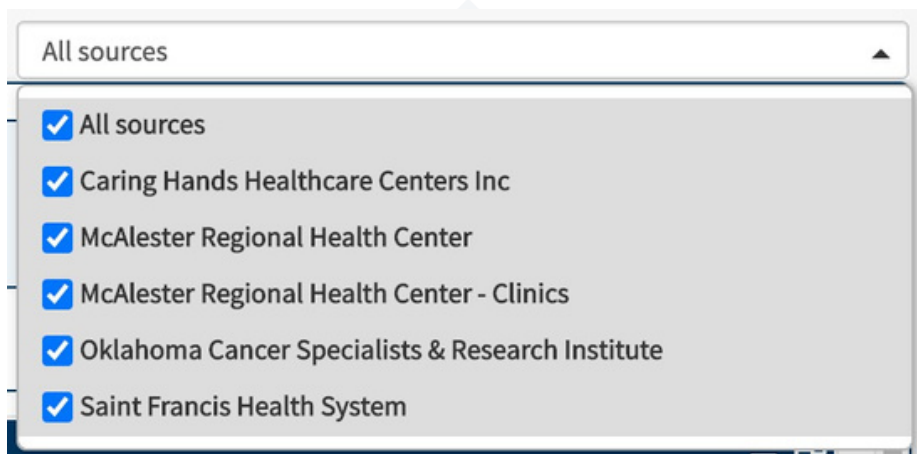 All sources
All sources
Caring Hands Healthcare Centers Inc
McAlester Regional Health Center
McAlester Regional Health Center - Clinics
Oklahoma Cancer Specialists & Research Institute
Saint Francis Health System